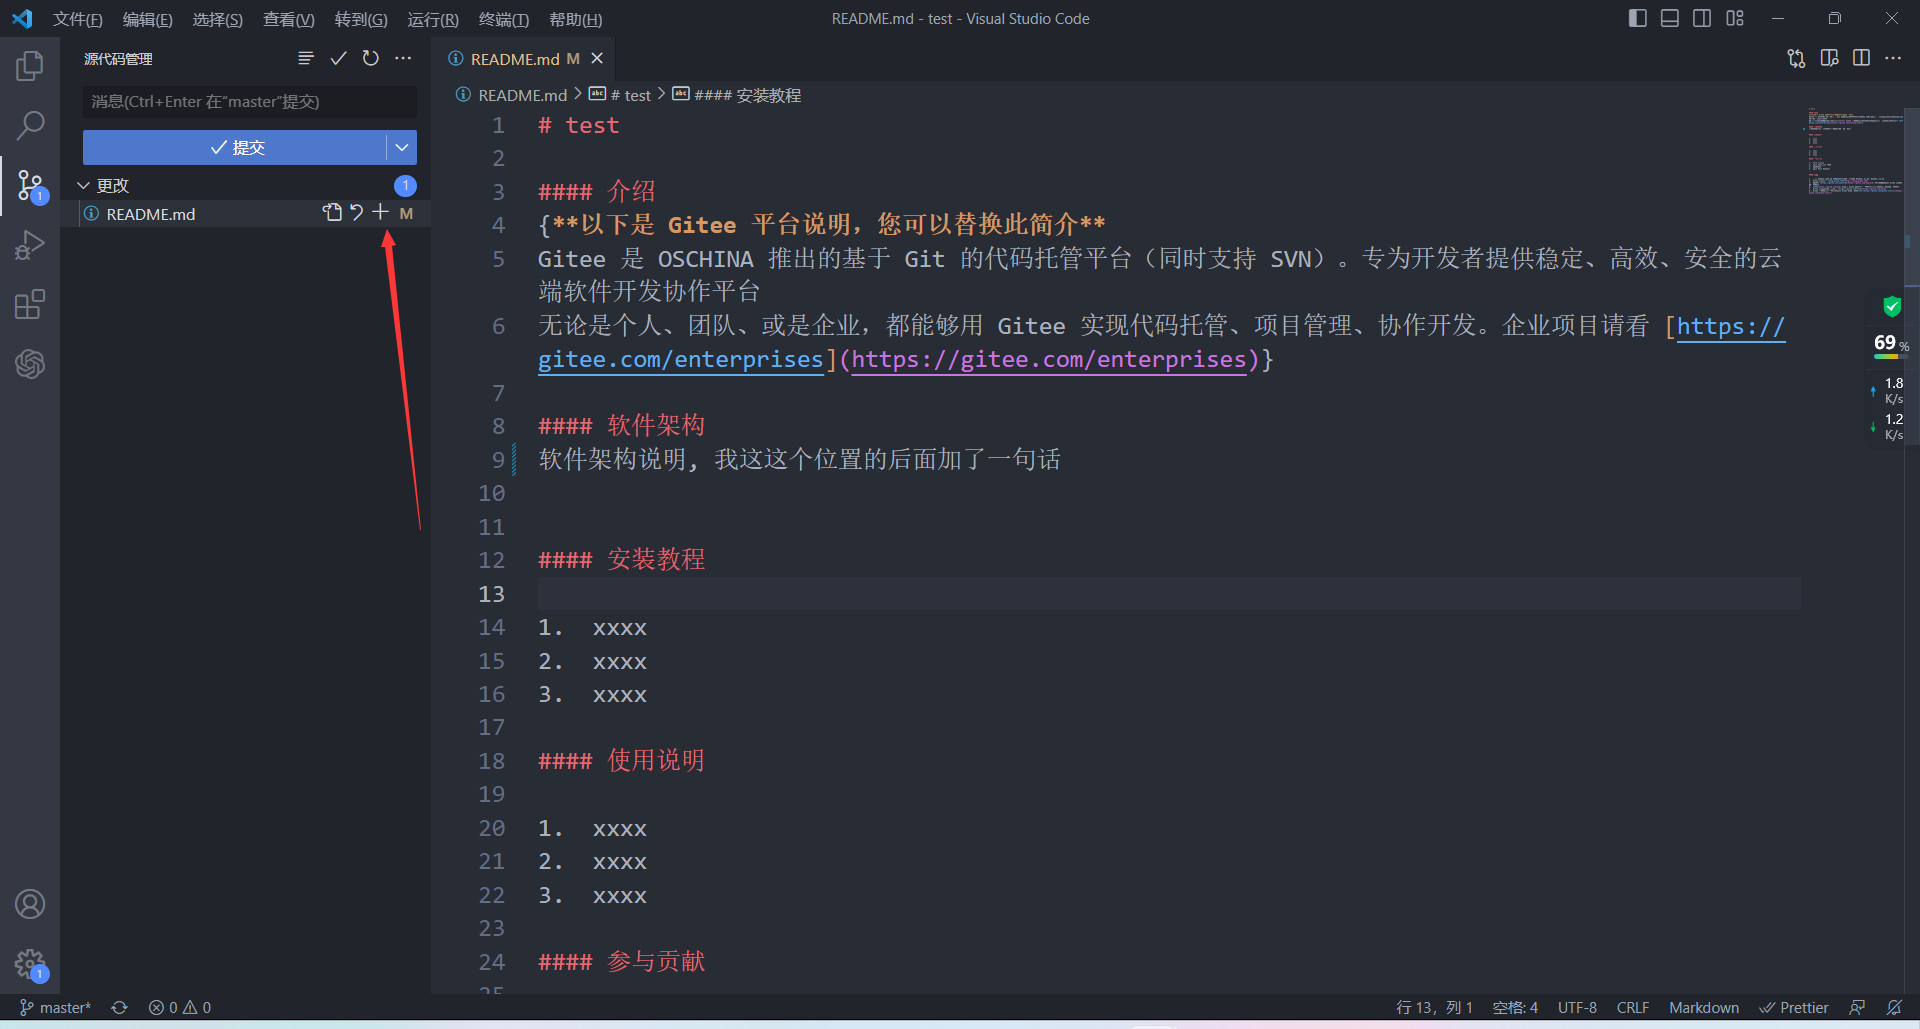 文件(F) 编辑(E) 选择(S) 查看(V) 转到(G) 运行(R) 终端(T) 帮助(H)
README.md - test - Visual Studio Code
源代码管理
消息(Ctrl+Enter 在“master”提交)
提交
更改 1
README.md M
1
1
README.md M
README.md > # test > #### 安装教程
1 # test
2
3 #### 介绍
4 {**以下是 Gitee 平台说明，您可以替换此简介**
5 Gitee 是 OSCHINA 推出的基于 Git 的代码托管平台（同时支持 SVN）。专为开发者提供稳定、高效、安全的云
端软件开发协作平台
6 无论是个人、团队、或是企业，都能够用 Gitee 实现代码托管、项目管理、协作开发。企业项目请看 [https://
gitee.com/enterprises](https://gitee.com/enterprises)}
7
8 #### 软件架构
9 软件架构说明, 我这这个位置的后面加了一句话
10
11
12 #### 安装教程
13
14 1.  xxxx
15 2.  xxxx
16 3.  xxxx
17
18 #### 使用说明
19
20 1.  xxxx
21 2.  xxxx
22 3.  xxxx
23
24 #### 参与贡献
25
69%
1.8
K/s
1.2
K/s
master* 0 0
行 13，列 1 空格: 4 UTF-8 CRLF Markdown Prettier